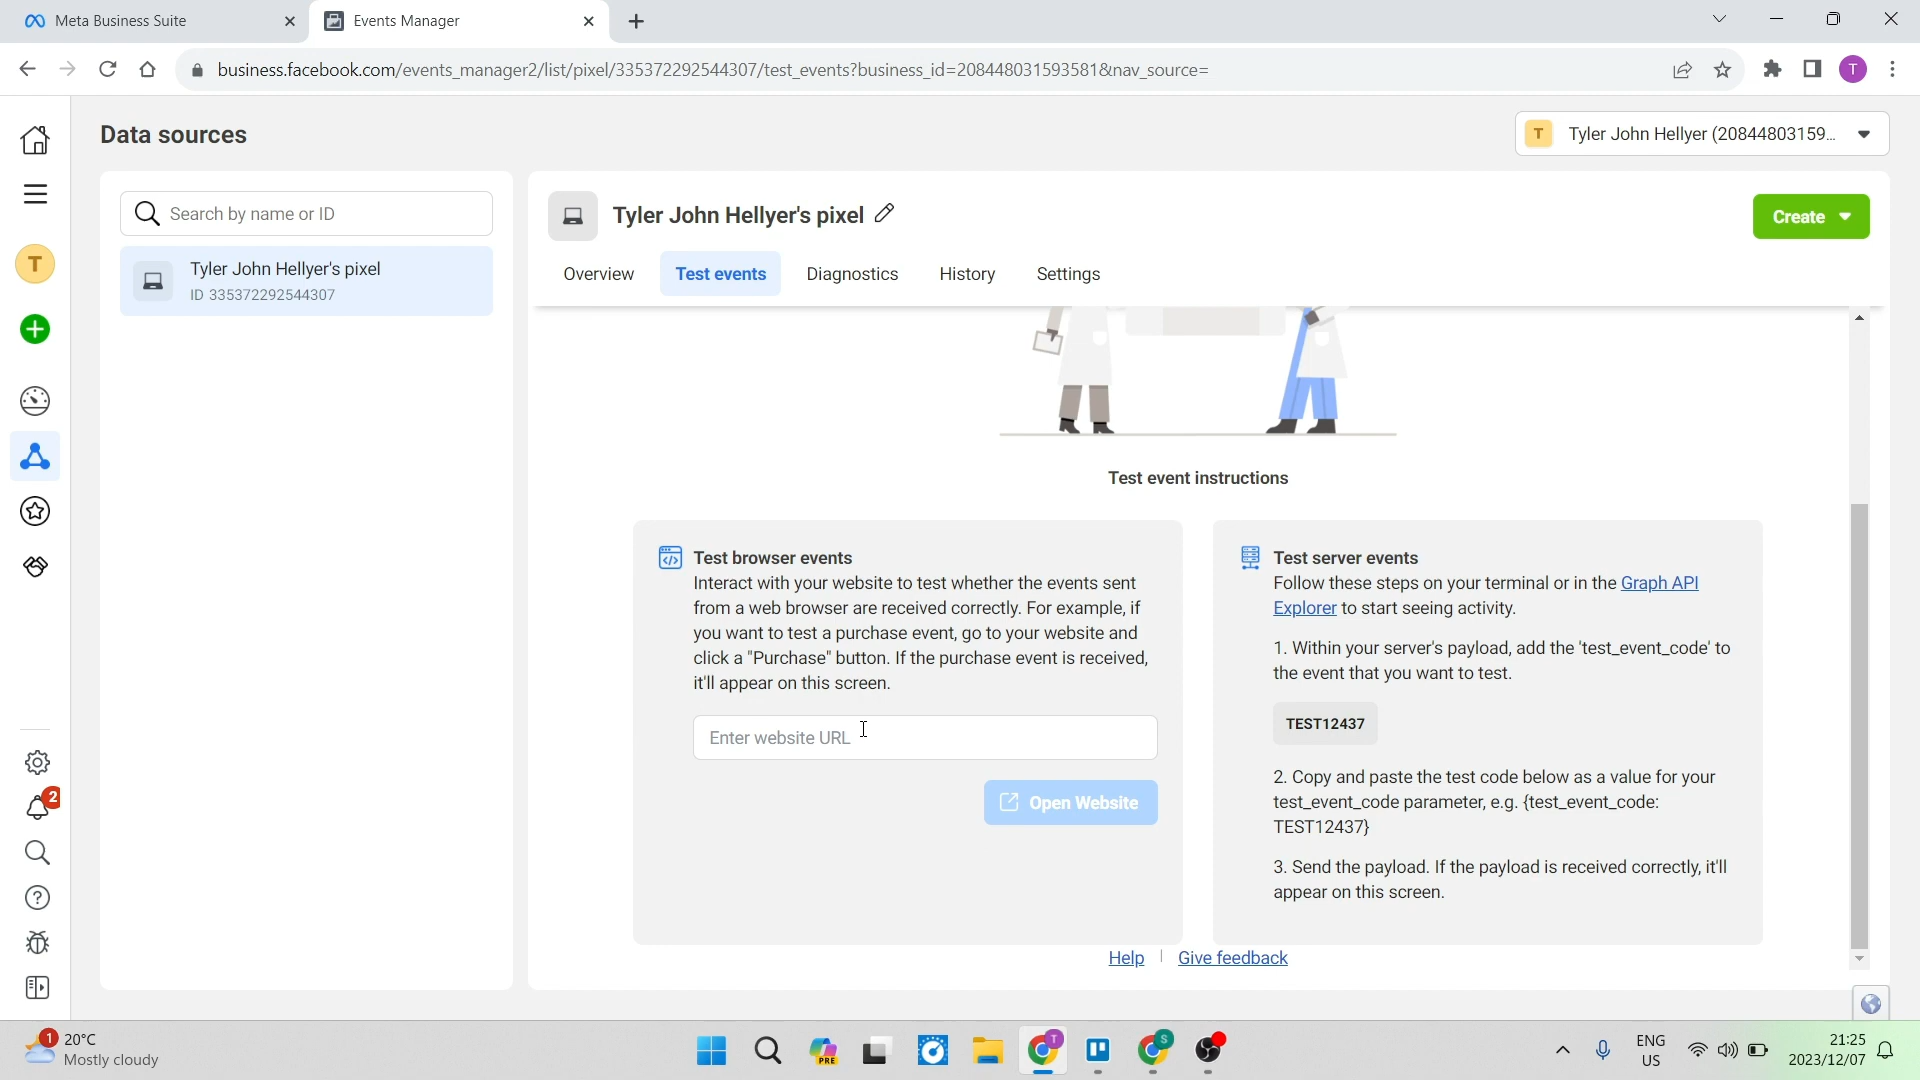 Meta Business Suite
Events Manager
business.facebook.com/events_manager2/list/pixel/335372292544307/test_events?business_id=208448031593581&nav_source=
T
Data sources
T Tyler John Hellyer (20844803159...
Search by name or ID
T
Tyler John Hellyer's pixel
ID 335372292544307
Tyler John Hellyer's pixel
Create
Overview
Test events
Diagnostics
History
Settings
Test event instructions
Test browser events
Interact with your website to test whether the events sent
from a web browser are received correctly. For example, if
you want to test a purchase event, go to your website and
click a "Purchase" button. If the purchase event is received,
it'll appear on this screen.
Enter website URL
Open Website
Test server events
Follow these steps on your terminal or in the Graph API
Explorer to start seeing activity.
1. Within your server's payload, add the 'test_event_code' to
the event that you want to test.
TEST12437
2. Copy and paste the test code below as a value for your
test_event_code parameter, e.g. {test_event_code:
TEST12437}
3. Send the payload. If the payload is received correctly, it'll
appear on this screen.
2
Help
Give feedback
1
20°C
Mostly cloudy
PRE
T
S
ENG
US
21:25
2023/12/07